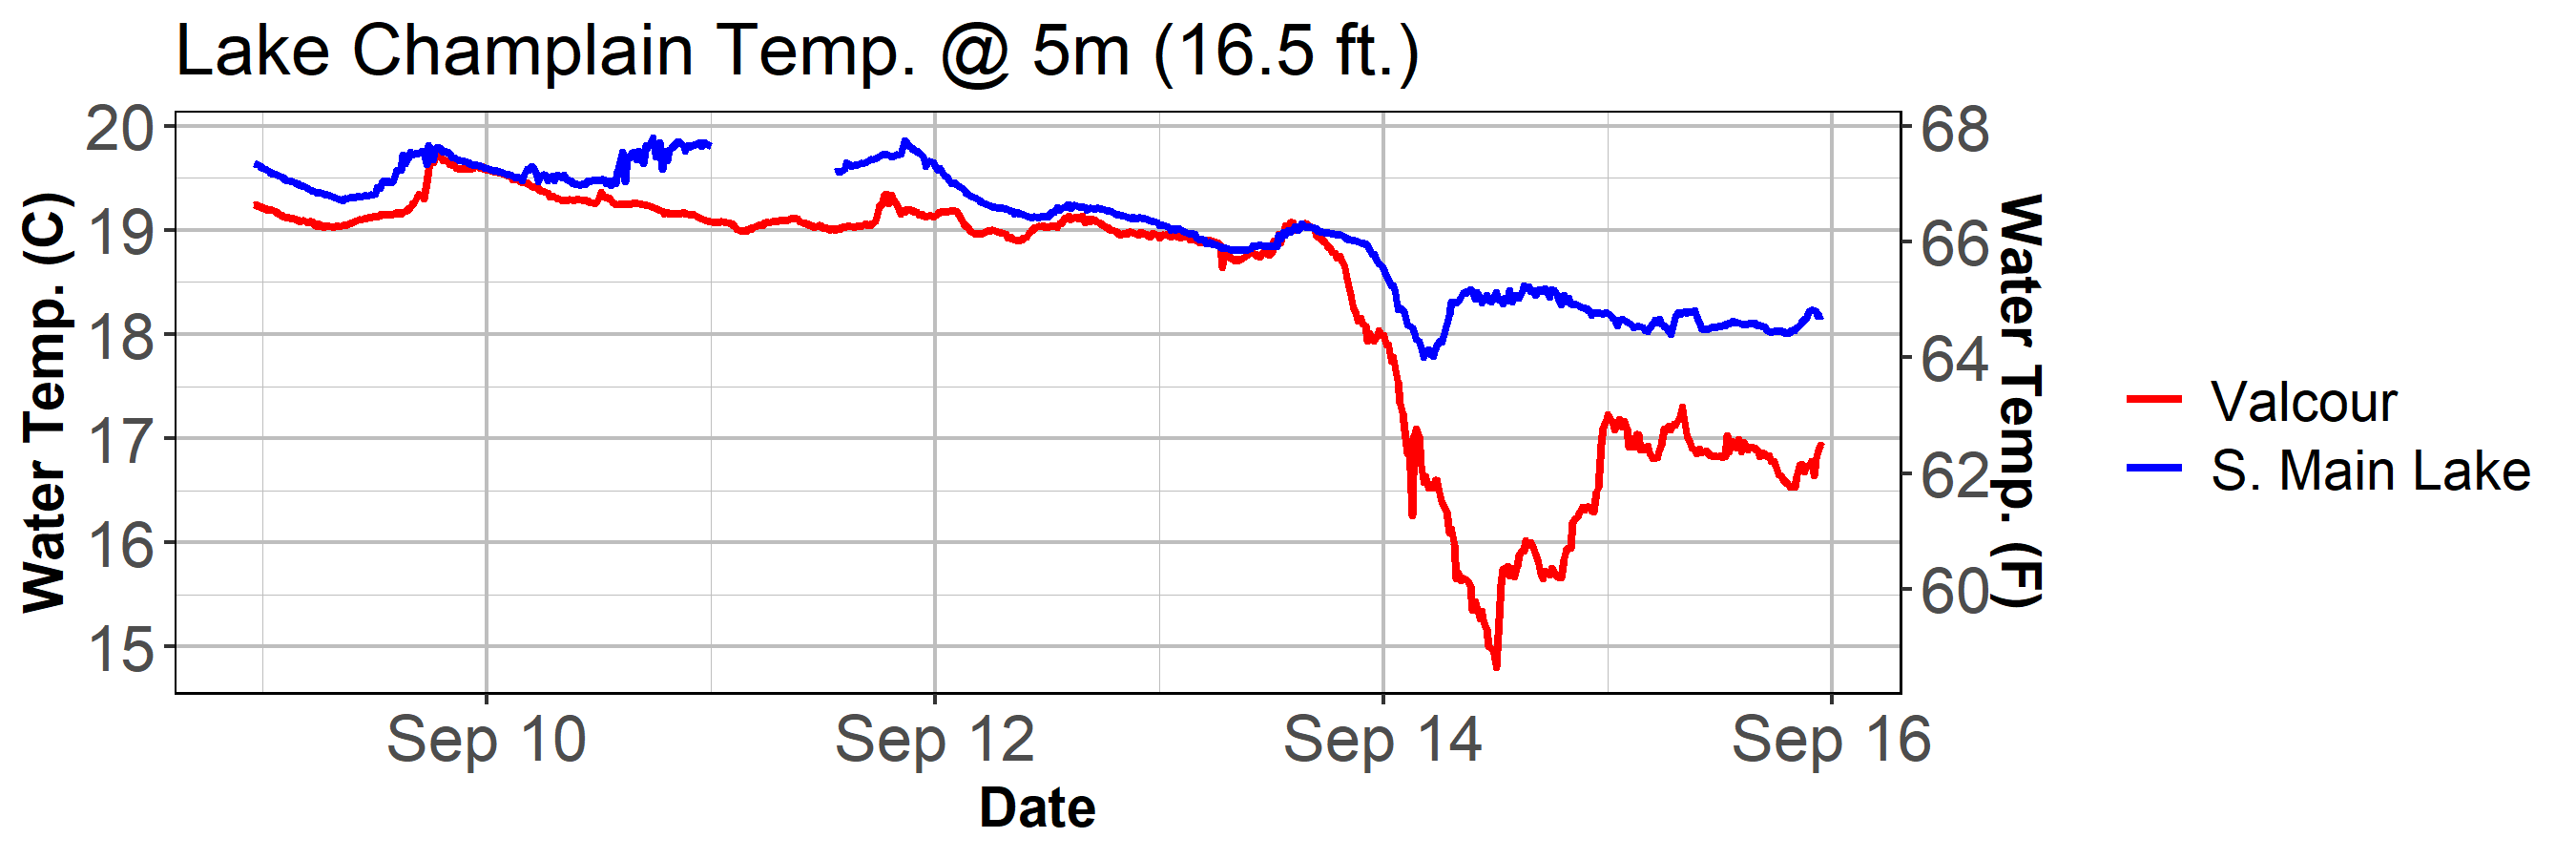 Lake Champlain Temp. @ 5m (16.5 ft.)
Water Temp. (C)
20
19
18
17
16
15
68
66
64
62
60
Water Temp. (F)
Sep 10
Sep 12
Sep 14
Sep 16
Date
Valcour
S. Main Lake